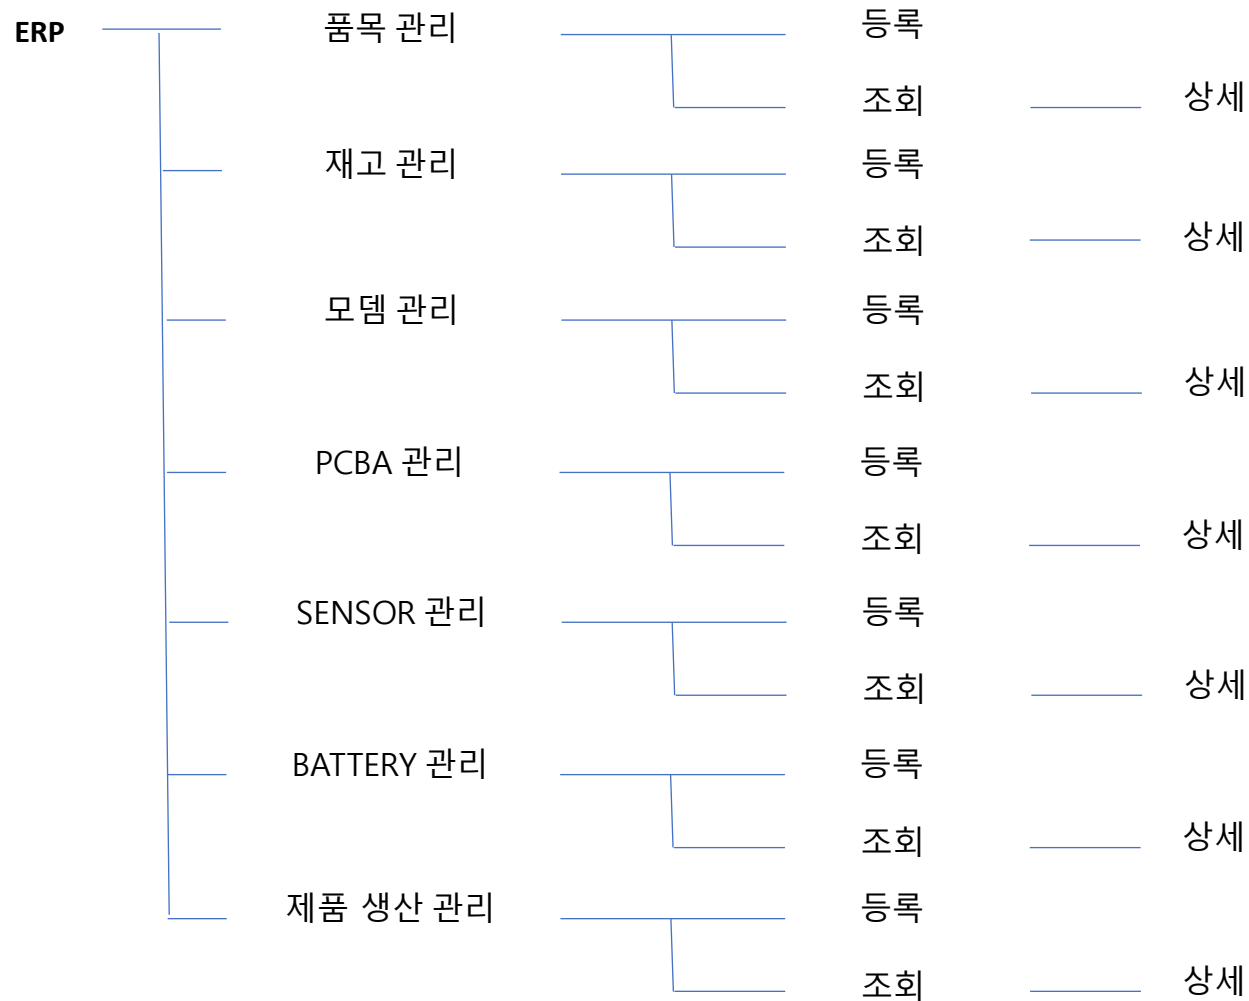 ERP 품목 관리 등록
조회 상세
재고 관리 등록
조회 상세
모뎀 관리 등록
조회 상세
PCBA 관리 등록
조회 상세
SENSOR 관리 등록
조회 상세
BATTERY 관리 등록
조회 상세
제품 생산 관리 등록
조회 상세